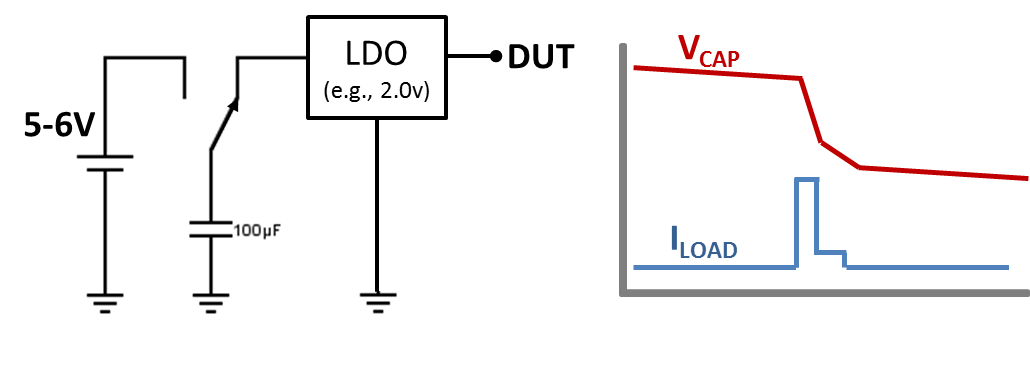 LDO
(e.g., 2.0v)
DUT
5-6V
100µF
VCAP
ILOAD